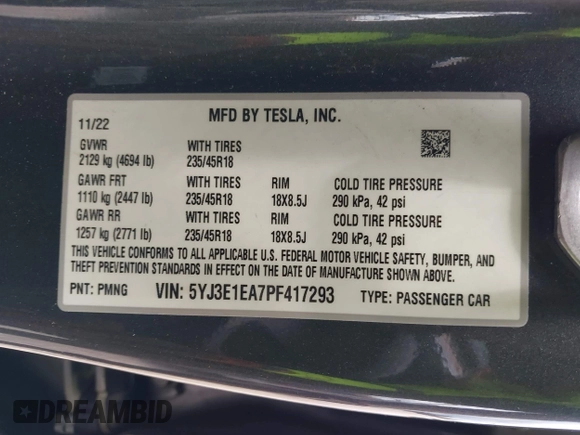 MFD BY TESLA, INC.
11/22
GVWR WITH TIRES
2129 kg (4694 lb) 235/45R18
GAWR FRT WITH TIRES RIM COLD TIRE PRESSURE
1110 kg (2447 lb) 235/45R18 18X8.5J 290 kPa, 42 psi
GAWR RR WITH TIRES RIM COLD TIRE PRESSURE
1257 kg (2771 lb) 235/45R18 18X8.5J 290 kPa, 42 psi
THIS VEHICLE CONFORMS TO ALL APPLICABLE U.S. FEDERAL MOTOR VEHICLE SAFETY, BUMPER, AND
THEFT PREVENTION STANDARDS IN EFFECT ON THE DATE OF MANUFACTURE SHOWN ABOVE.
PNT: PMNG VIN: 5YJ3E1EA7PF417293 TYPE: PASSENGER CAR
DREAMBID